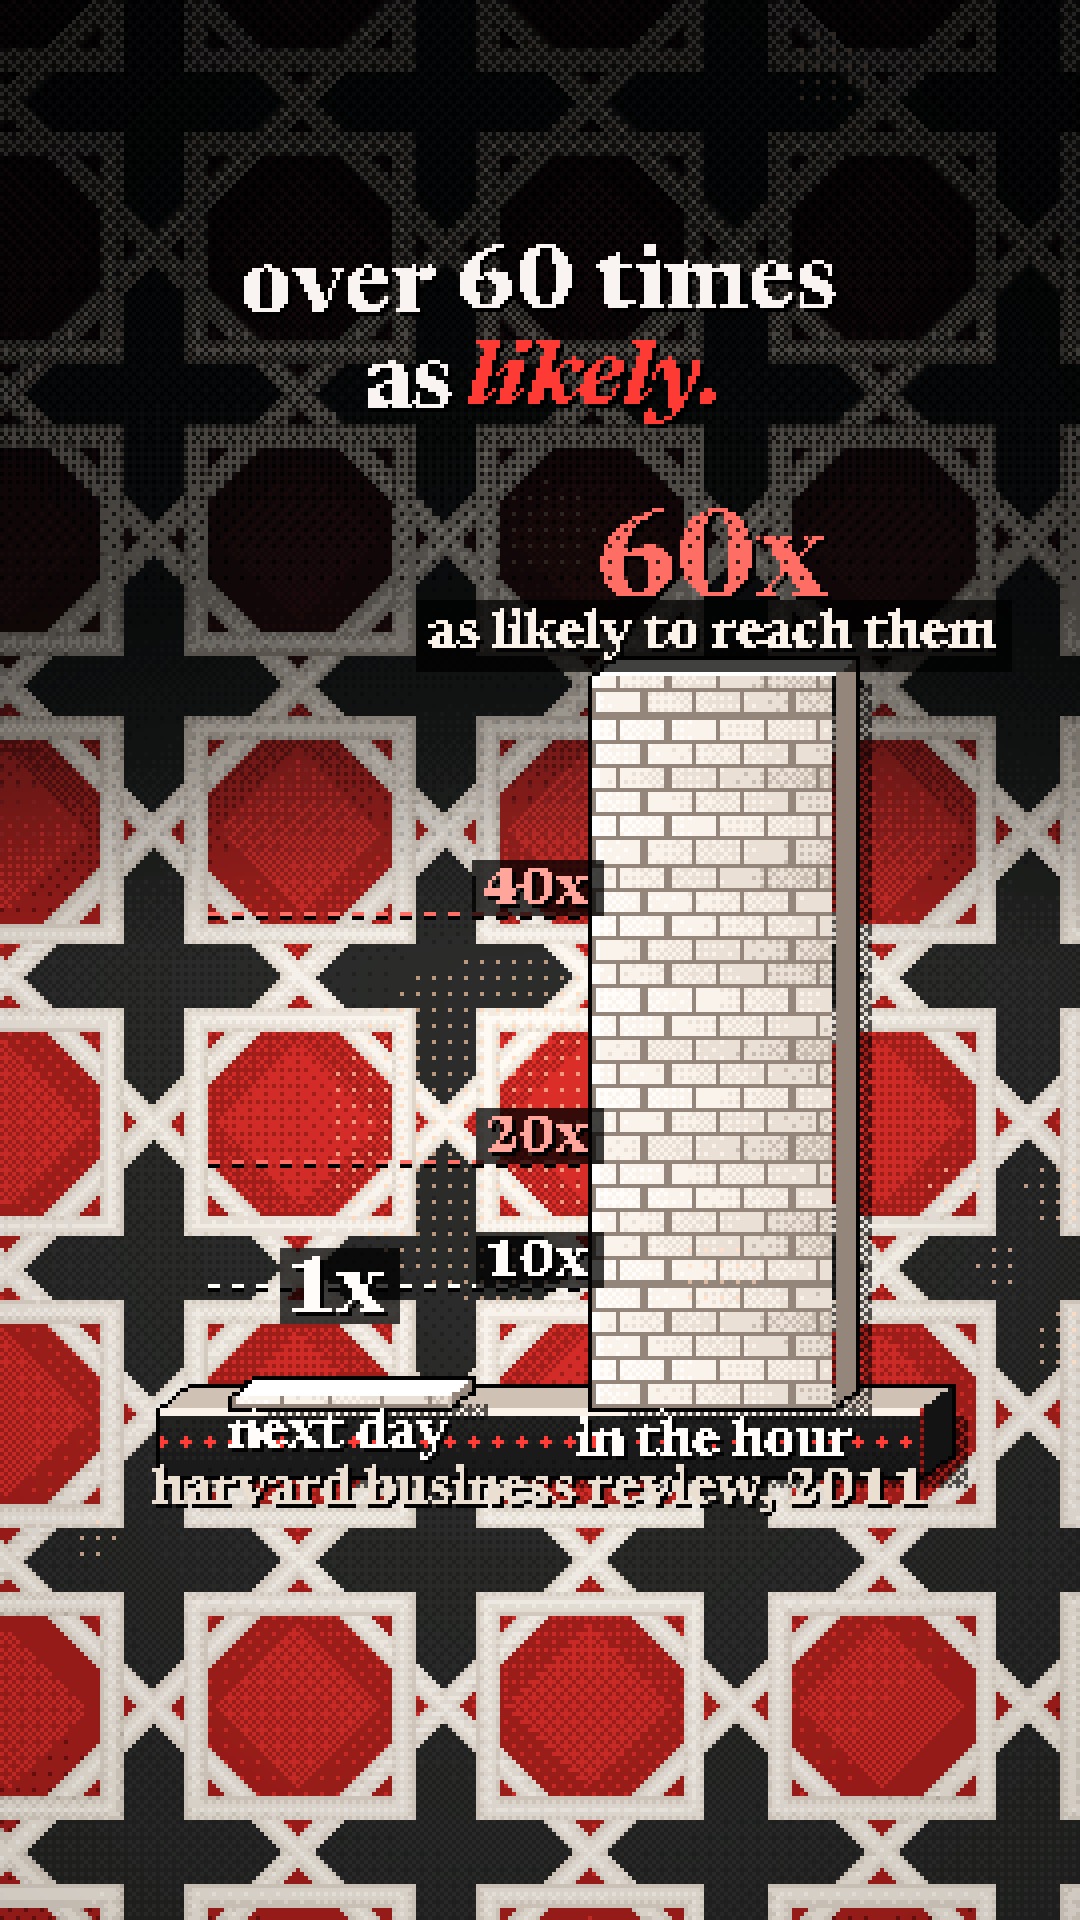 over 60 times
as likely.
60x
as likely to reach them
40x
20x
10x
1x
next day
in the hour
harvard business review, 2011